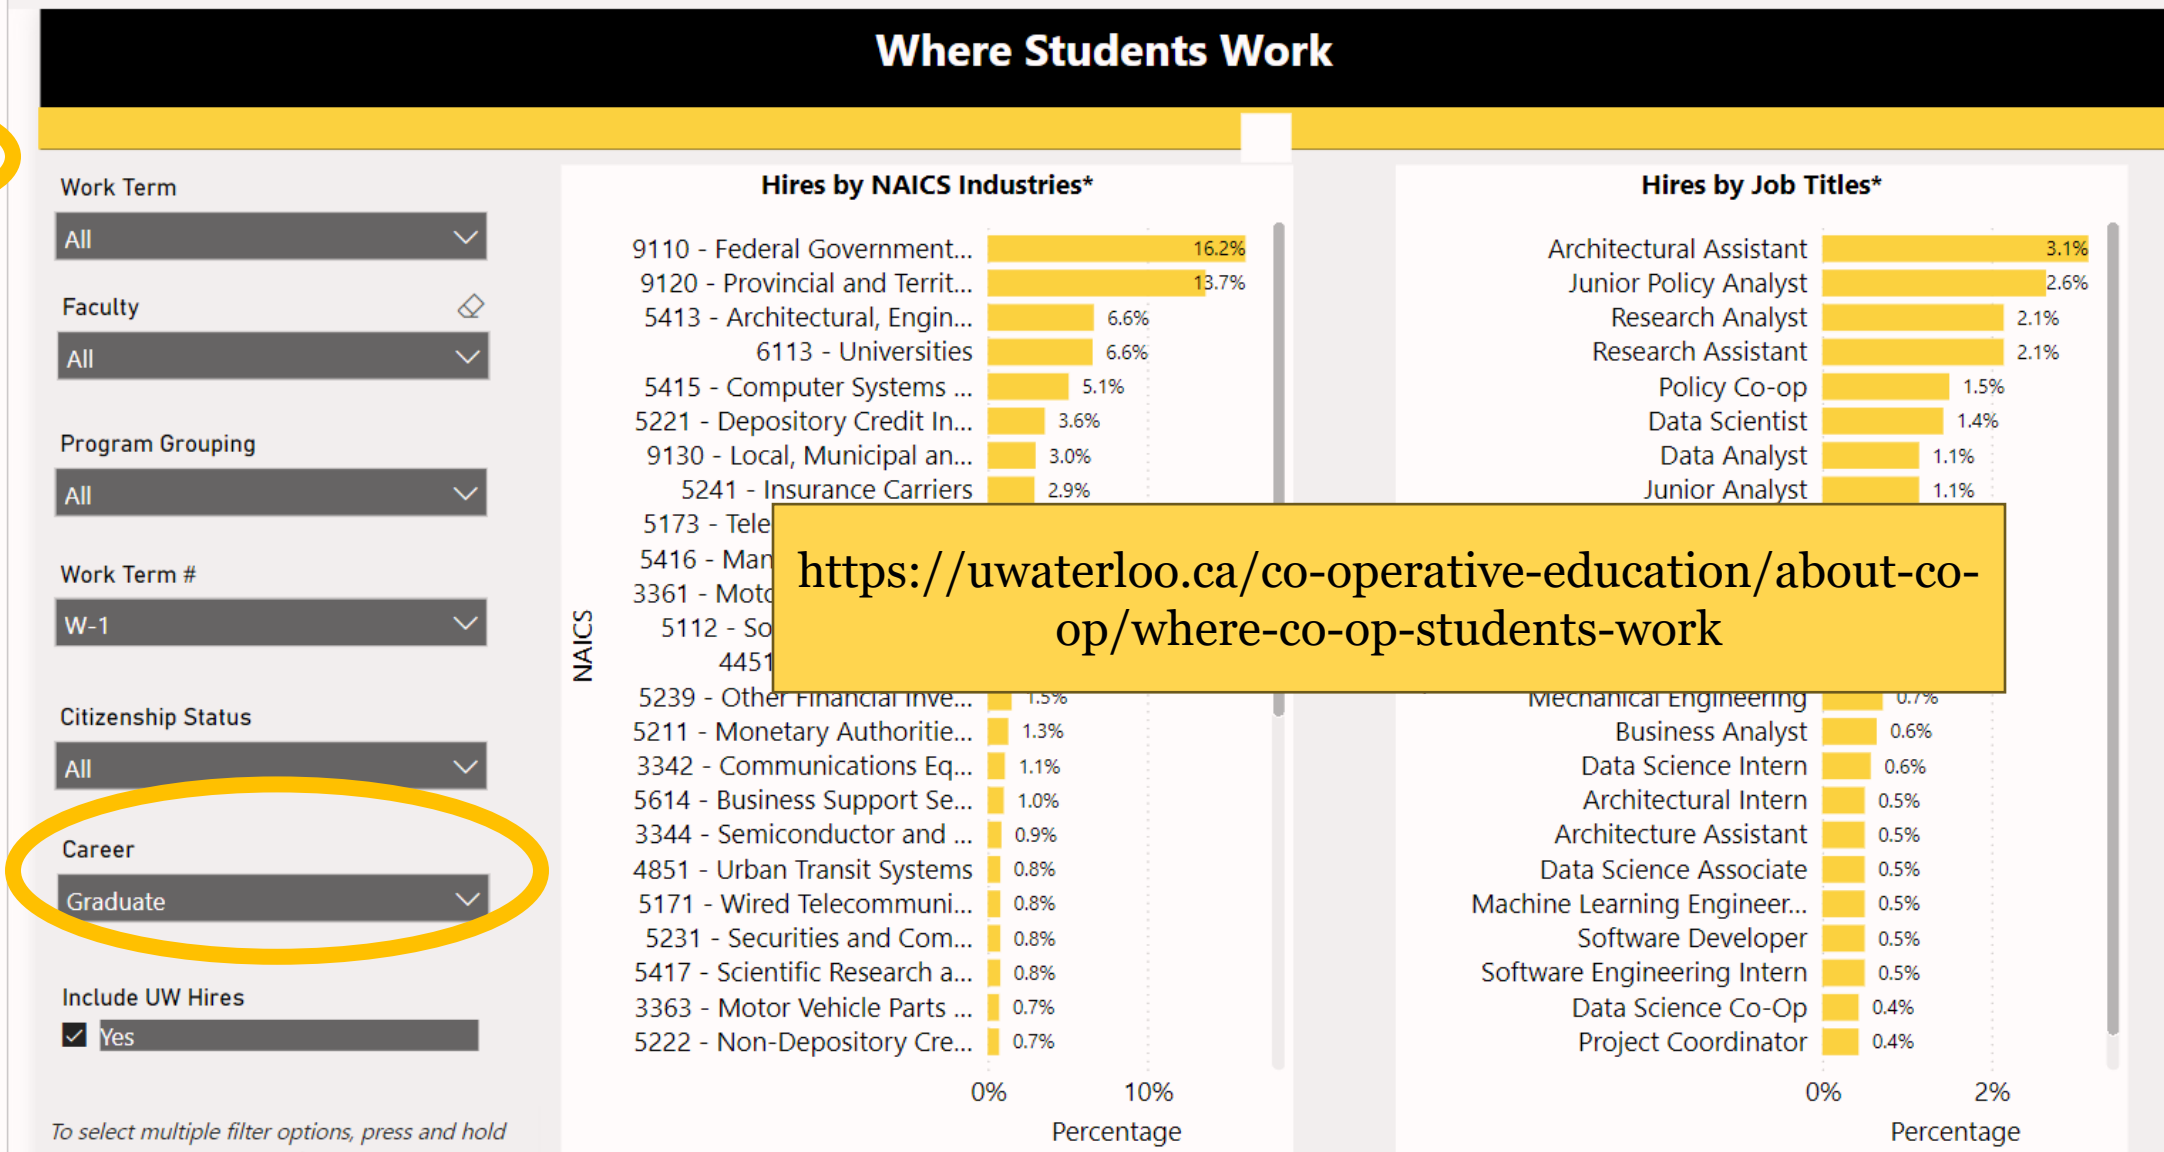 Where Students Work
Work Term
All
Faculty
All
Program Grouping
All
Work Term #
W-1
Citizenship Status
All
Career
Graduate
Include UW Hires
Yes
To select multiple filter options, press and hold
Hires by NAICS Industries*
NAICS
9110 - Federal Government... 16.2%
9120 - Provincial and Territ... 13.7%
5413 - Architectural, Engin... 6.6%
6113 - Universities 6.6%
5415 - Computer Systems ... 5.1%
5221 - Depository Credit In... 3.6%
9130 - Local, Municipal an... 3.0%
5241 - Insurance Carriers 2.9%
5173 - Tele
5416 - Man
3361 - Moto
5112 - So
4451
5239 - Other Financial Inve... 1.5%
5211 - Monetary Authoritie... 1.3%
3342 - Communications Eq... 1.1%
5614 - Business Support Se... 1.0%
3344 - Semiconductor and ... 0.9%
4851 - Urban Transit Systems 0.8%
5171 - Wired Telecommuni... 0.8%
5231 - Securities and Com... 0.8%
5417 - Scientific Research a... 0.8%
3363 - Motor Vehicle Parts ... 0.7%
5222 - Non-Depository Cre... 0.7%
0% 10%
Percentage
Hires by Job Titles*
Architectural Assistant 3.1%
Junior Policy Analyst 2.6%
Research Analyst 2.1%
Research Assistant 2.1%
Policy Co-op 1.5%
Data Scientist 1.4%
Data Analyst 1.1%
Junior Analyst 1.1%
Mechanical Engineering 0.7%
Business Analyst 0.6%
Data Science Intern 0.6%
Architectural Intern 0.5%
Architecture Assistant 0.5%
Data Science Associate 0.5%
Machine Learning Engineer... 0.5%
Software Developer 0.5%
Software Engineering Intern 0.5%
Data Science Co-Op 0.4%
Project Coordinator 0.4%
0% 2%
Percentage
https://uwaterloo.ca/co-operative-education/about-co-
op/where-co-op-students-work